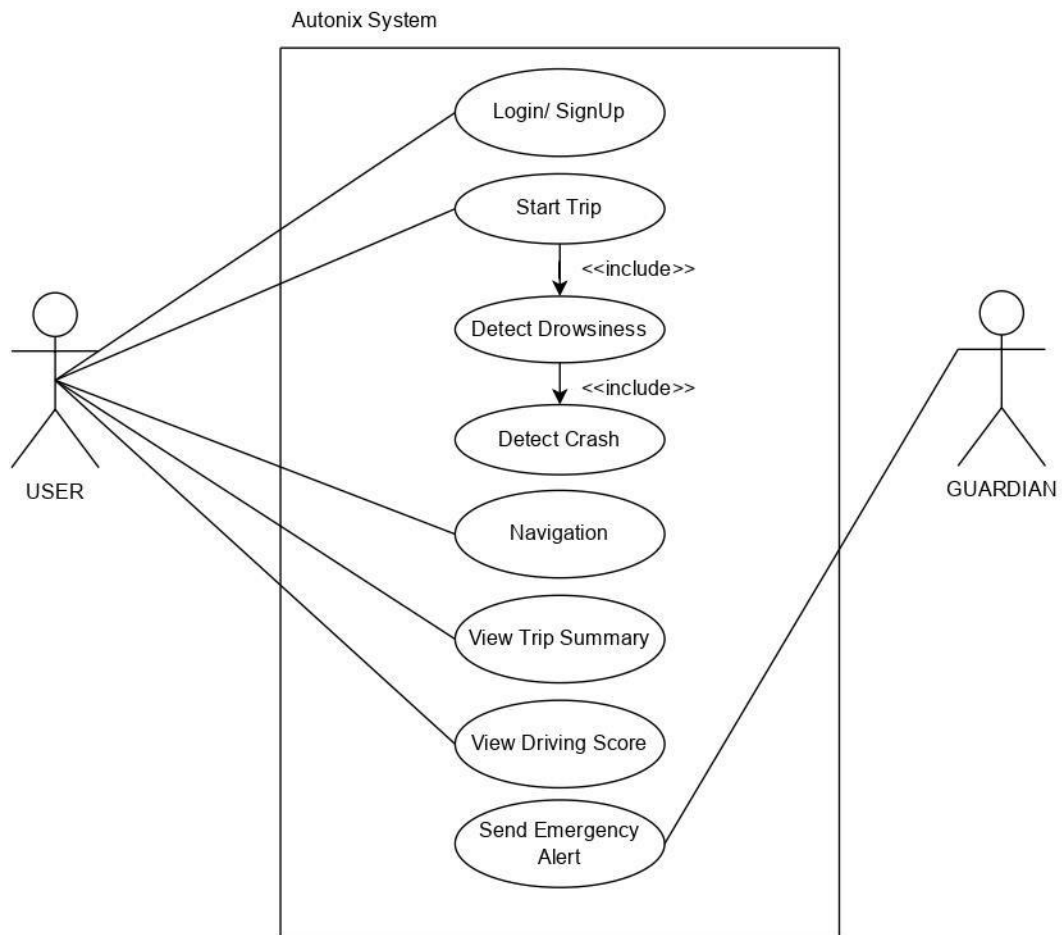 Autonix System
Login/ SignUp
Start Trip
<<include>>
Detect Drowsiness
<<include>>
Detect Crash
USER
GUARDIAN
Navigation
View Trip Summary
View Driving Score
Send Emergency
Alert